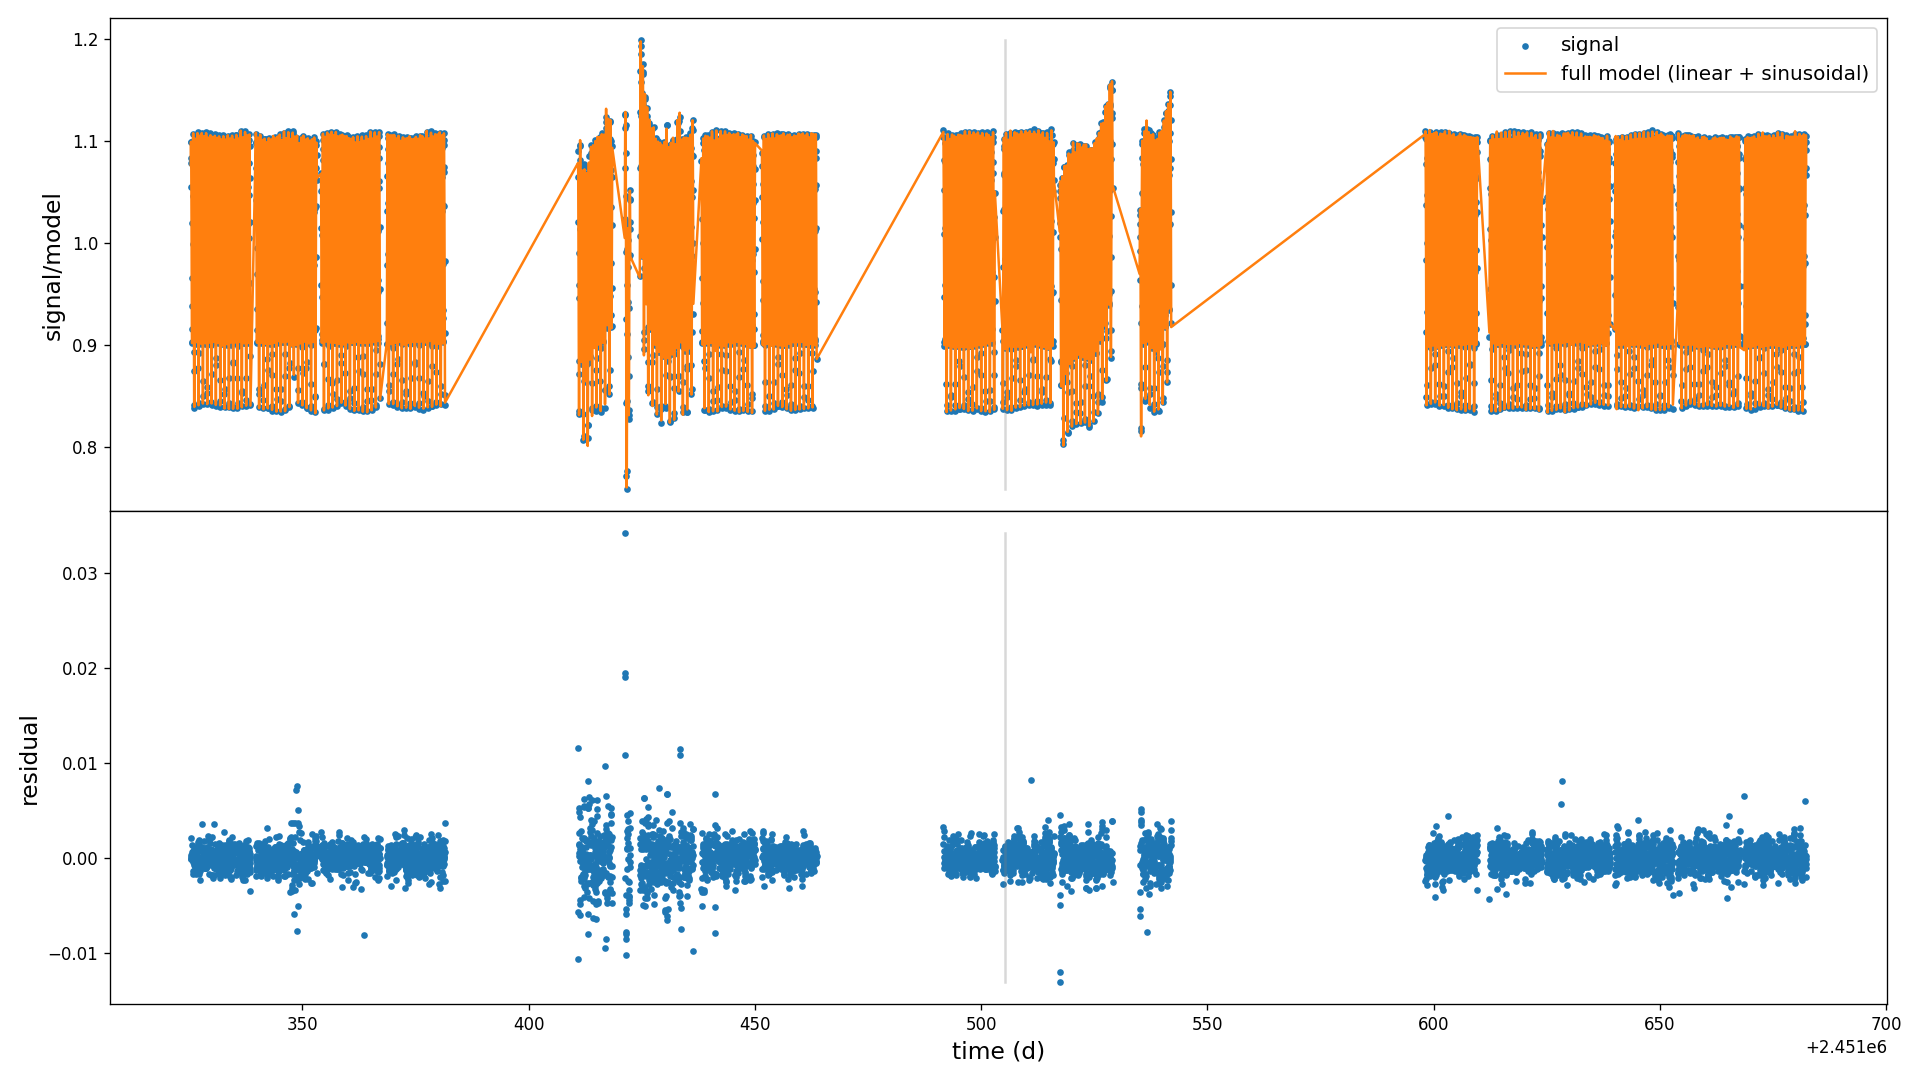 1.2
1.1
1.0
0.9
0.8
signal/model
signal
full model (linear + sinusoidal)
0.03
0.02
0.01
0.00
−0.01
residual
350 400 450 500 550 600 650 700
time (d)
+2.451e6